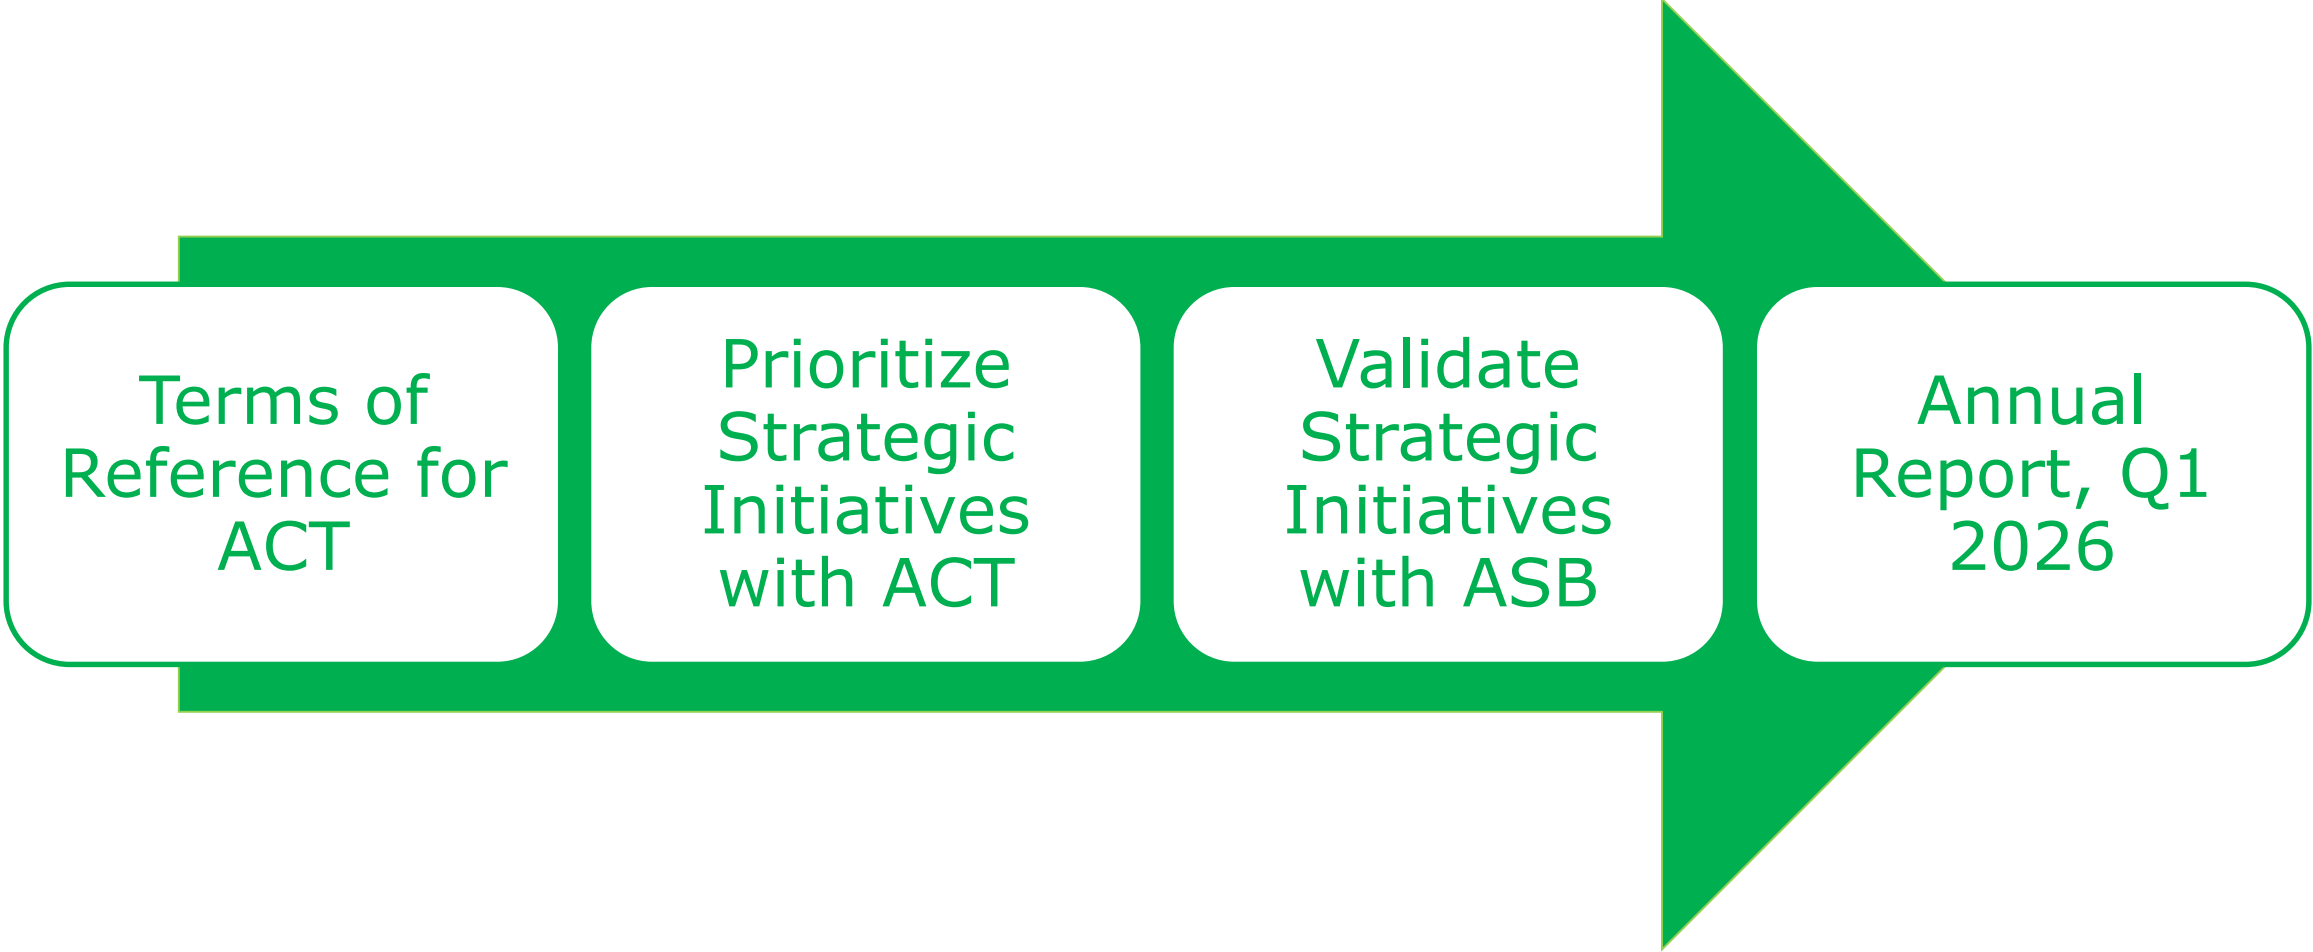 Terms of
Reference for
ACT
Prioritize
Strategic
Initiatives
with ACT
Validate
Strategic
Initiatives
with ASB
Annual
Report, Q1
2026